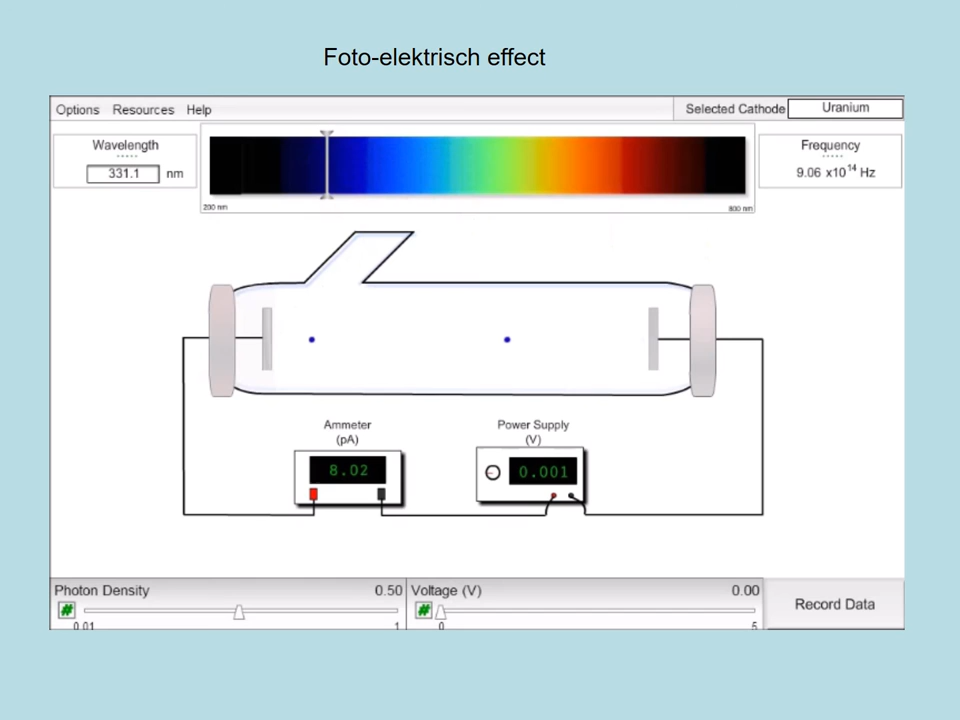 Foto-elektrisch effect
Options Resources Help
Selected Cathode Uranium
Wavelength
331.1 nm
Frequency
9.06 x10^14 Hz
200 nm
800 nm
Ammeter
(pA)
8.02
Power Supply
(V)
0.001
Photon Density 0.50
# 0.01 1
Voltage (V) 0.00
# 0 5
Record Data